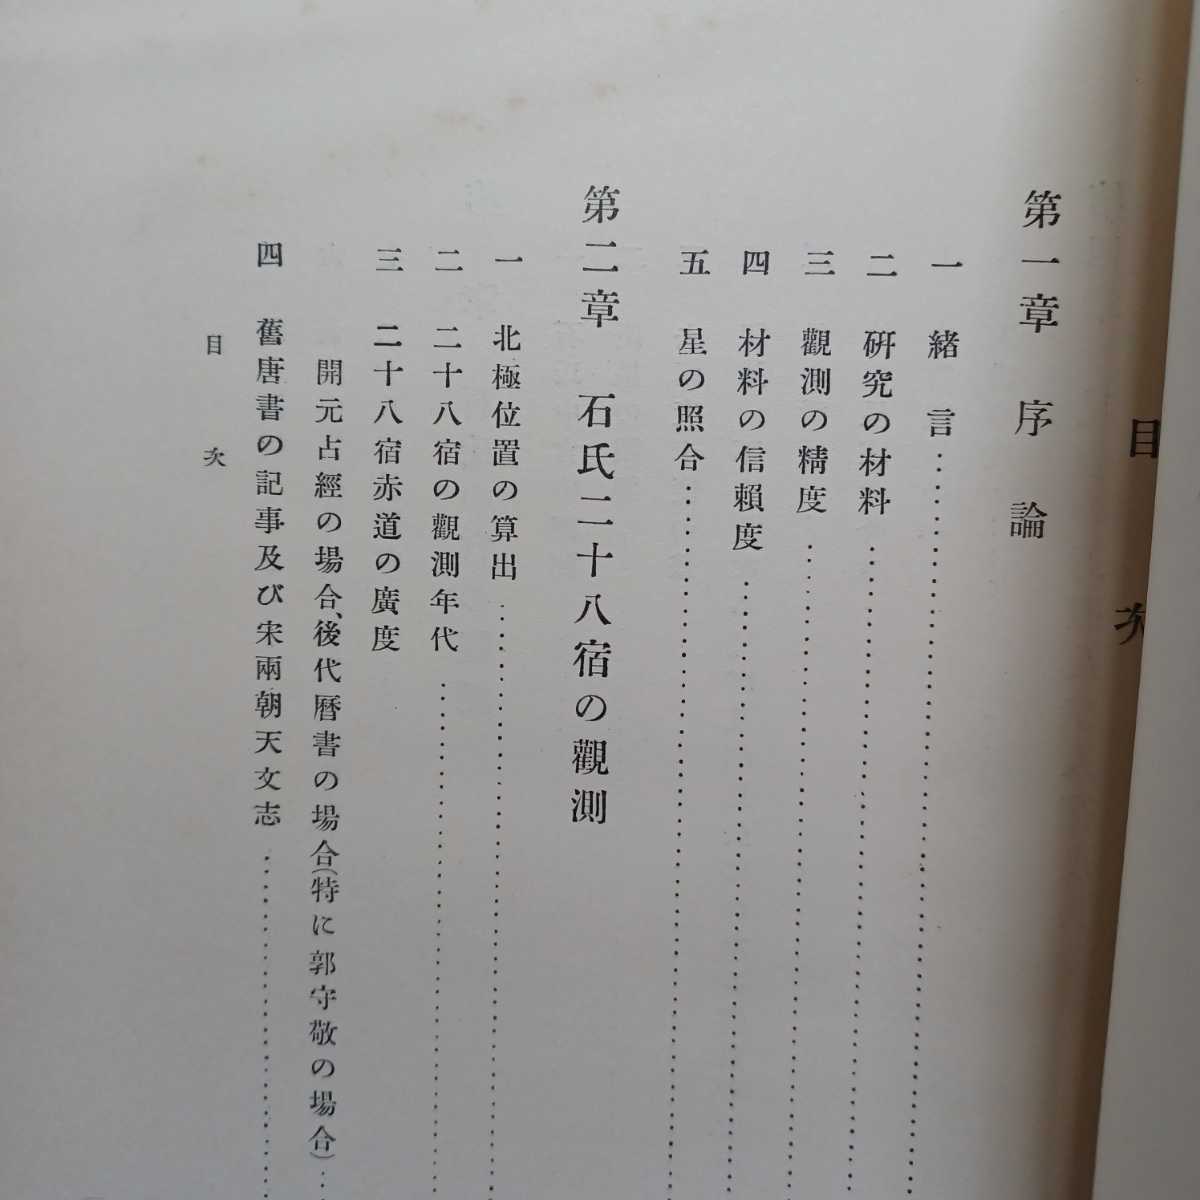 目次
第一章 序論
一 緒言
二 硏究の材料
三 觀測の精度
四 材料の信賴度
五 星の照合
第二章 石氏二十八宿の觀測
一 北極位置の算出
二 二十八宿の觀測年代
三 二十八宿赤道の廣度
開元占經の場合、後代曆書の場合(特に郭守敬の場合)
四 舊唐書の記事及び宋兩朝天文志
目次